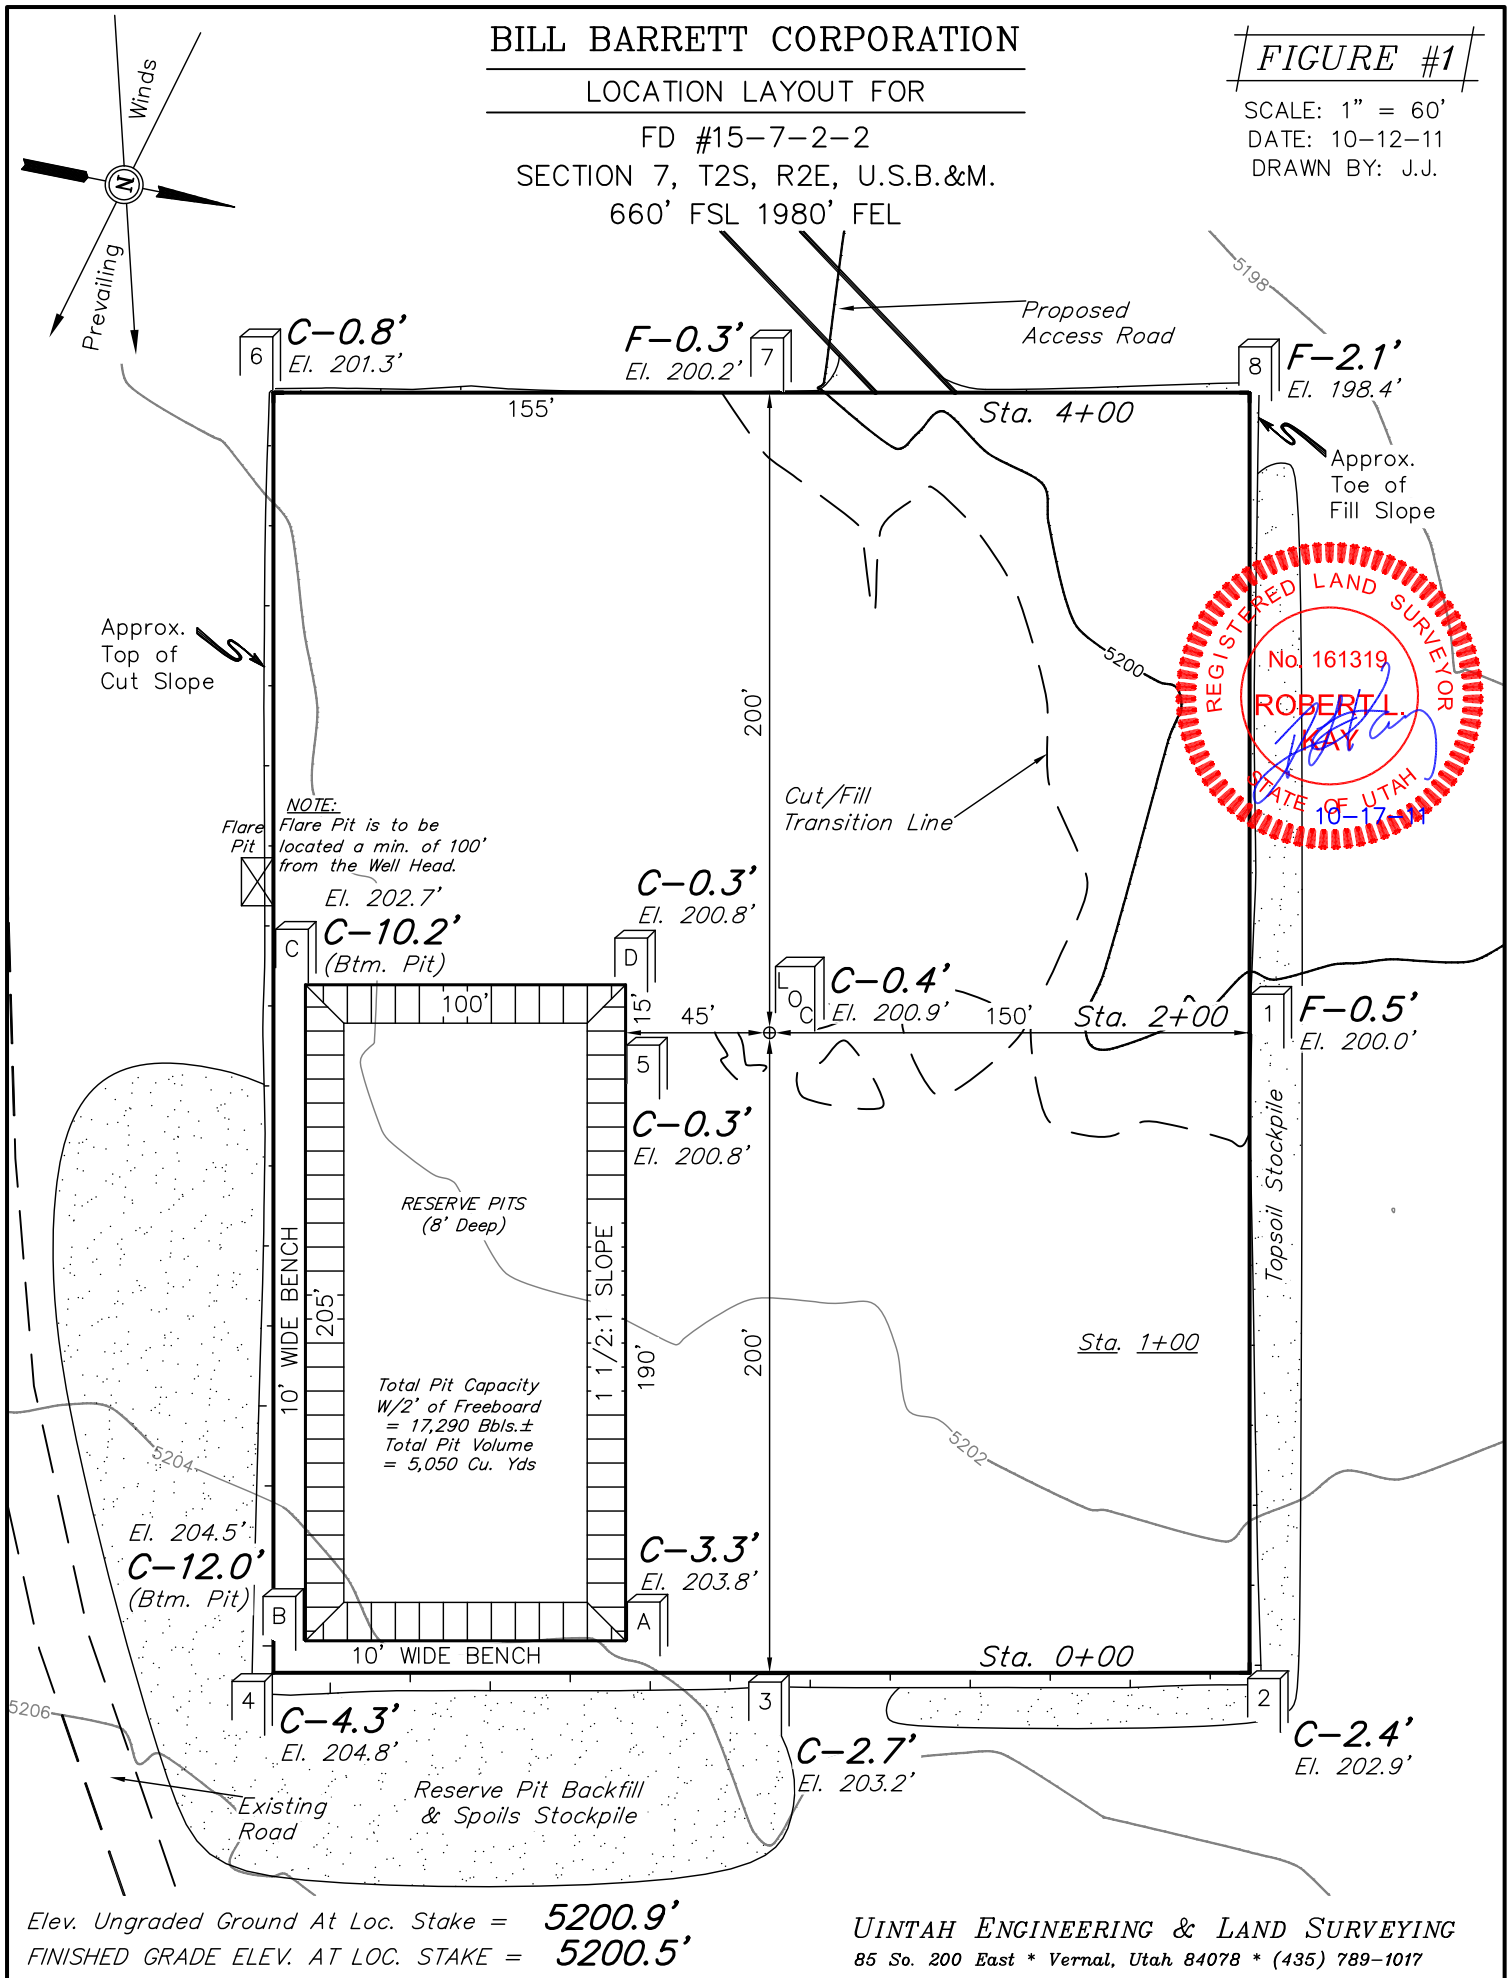 BILL BARRETT CORPORATION
LOCATION LAYOUT FOR
FD #15-7-2-2
SECTION 7, T2S, R2E, U.S.B.&M.
660' FSL 1980' FEL
FIGURE #1
SCALE: 1" = 60'
DATE: 10-12-11
DRAWN BY: J.J.
Winds
N
Prevailing
5198
Proposed
Access Road
6
C-0.8'
El. 201.3'
F-0.3'
El. 200.2'
7
8
F-2.1'
El. 198.4'
155'
Sta. 4+00
Approx.
Toe of
Fill Slope
REGISTERED LAND SURVEYOR
No. 161319
ROBERT L.
KAY
STATE OF UTAH
10-17-11
Approx.
Top of
Cut Slope
5200
200'
Cut/Fill
Transition Line
NOTE:
Flare Pit is to be
located a min. of 100'
from the Well Head.
Flare
Pit
El. 202.7'
C-10.2'
(Btm. Pit)
C
C-0.3'
El. 200.8'
D
LOC
C-0.4'
El. 200.9'
100'
15'
45'
150'
Sta. 2+00
1
F-0.5'
El. 200.0'
5
C-0.3'
El. 200.8'
Topsoil Stockpile
RESERVE PITS
(8' Deep)
10' WIDE BENCH
205'
1 1/2:1 SLOPE
190'
200'
Sta. 1+00
Total Pit Capacity
W/2' of Freeboard
= 17,290 Bbls.±
Total Pit Volume
= 5,050 Cu. Yds
5204
5202
El. 204.5'
C-12.0'
(Btm. Pit)
B
C-3.3'
El. 203.8'
A
10' WIDE BENCH
Sta. 0+00
5206
4
C-4.3'
El. 204.8'
3
C-2.7'
El. 203.2'
2
C-2.4'
El. 202.9'
Existing
Road
Reserve Pit Backfill
& Spoils Stockpile
Elev. Ungraded Ground At Loc. Stake = 5200.9'
FINISHED GRADE ELEV. AT LOC. STAKE = 5200.5'
UINTAH ENGINEERING & LAND SURVEYING
85 So. 200 East * Vernal, Utah 84078 * (435) 789-1017